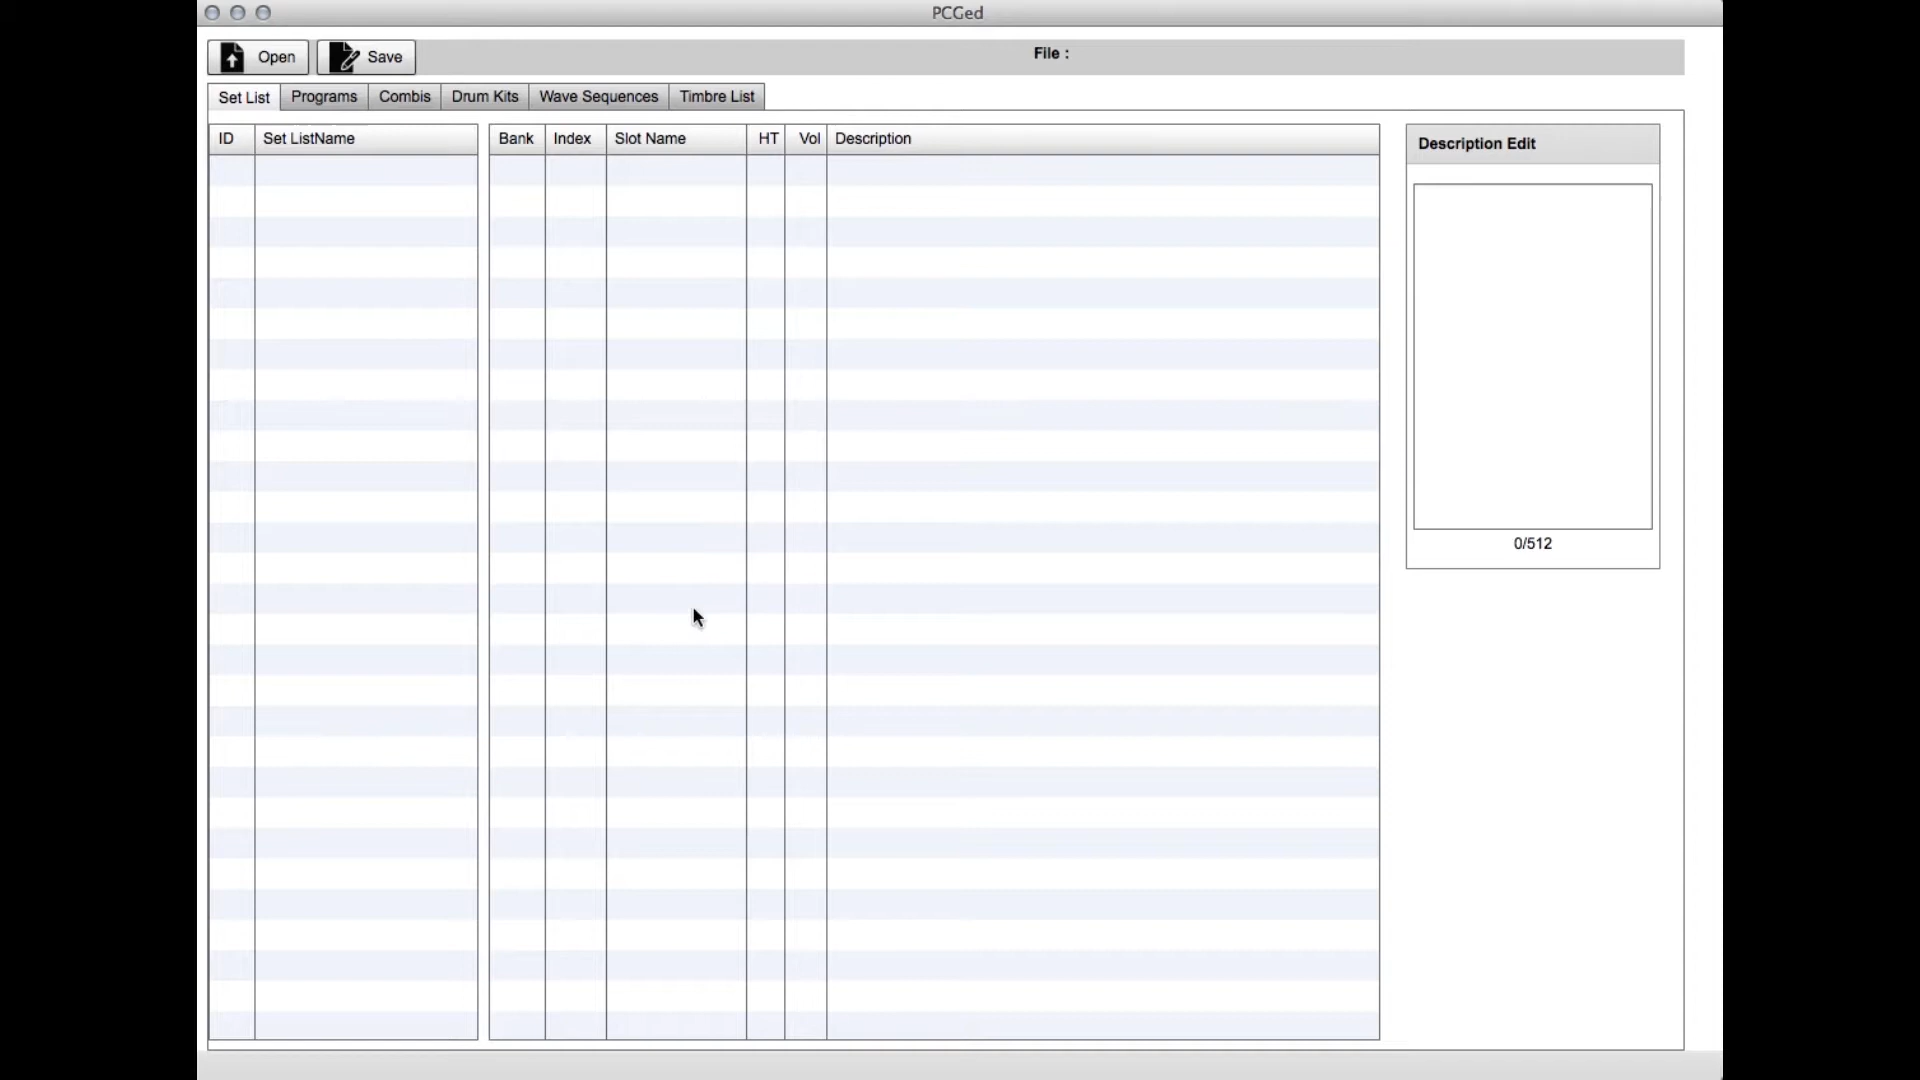 PCGed
Open
Save
File :
Set List
Programs
Combis
Drum Kits
Wave Sequences
Timbre List
ID
Set ListName
Bank
Index
Slot Name
HT
Vol
Description
Description Edit
0/512